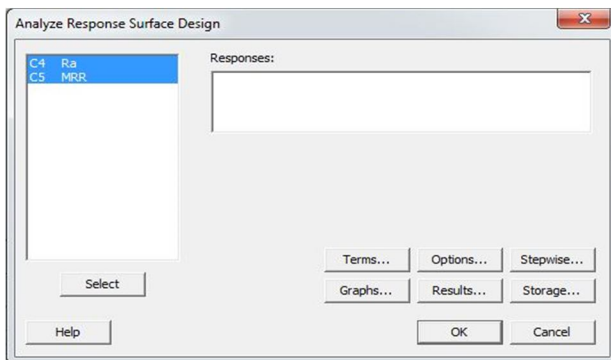 Analyze Response Surface Design
C4 Ra
C5 MRR
Responses:
Terms... Options... Stepwise...
Select
Graphs... Results... Storage...
Help OK Cancel